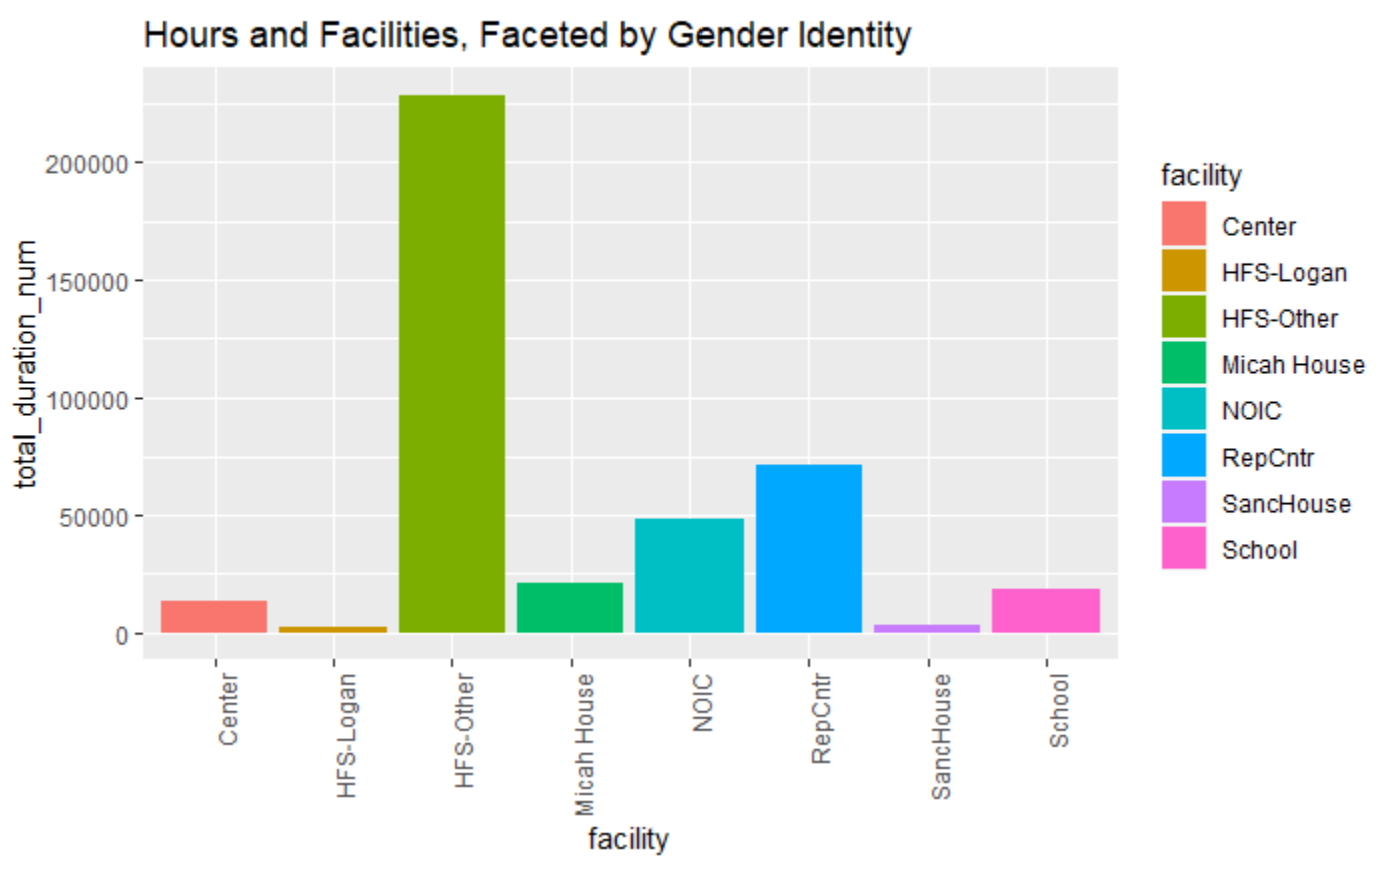 Hours and Facilities, Faceted by Gender Identity
total_duration_num
200000
150000
100000
50000
0
Center
HFS-Logan
HFS-Other
Micah House
NOIC
RepCntr
SancHouse
School
facility
facility
Center
HFS-Logan
HFS-Other
Micah House
NOIC
RepCntr
SancHouse
School